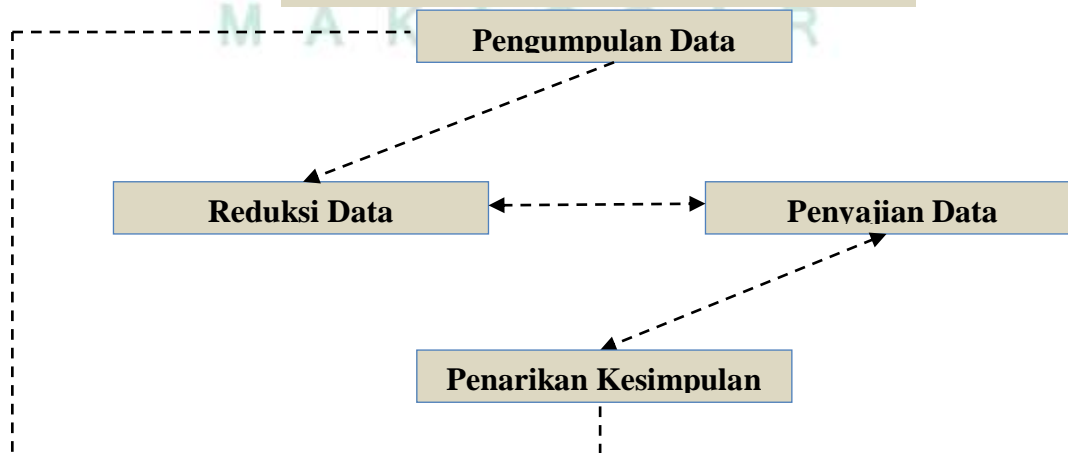 M A K A S S A R
Pengumpulan Data
Reduksi Data
Penyajian Data
Penarikan Kesimpulan